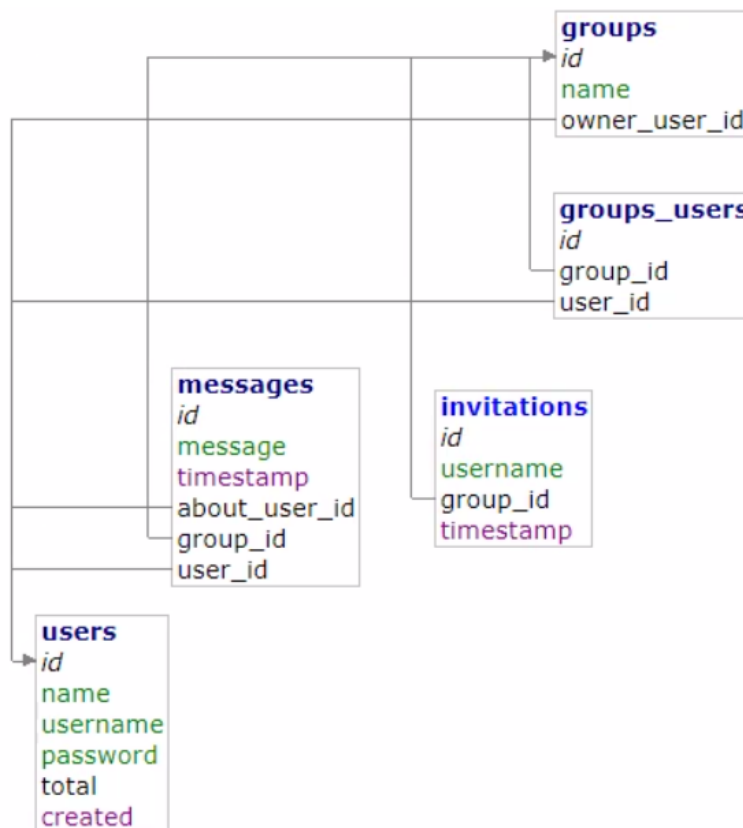 groups
id
name
owner_user_id
groups_users
id
group_id
user_id
messages
id
message
timestamp
about_user_id
group_id
user_id
invitations
id
username
group_id
timestamp
users
id
name
username
password
total
created